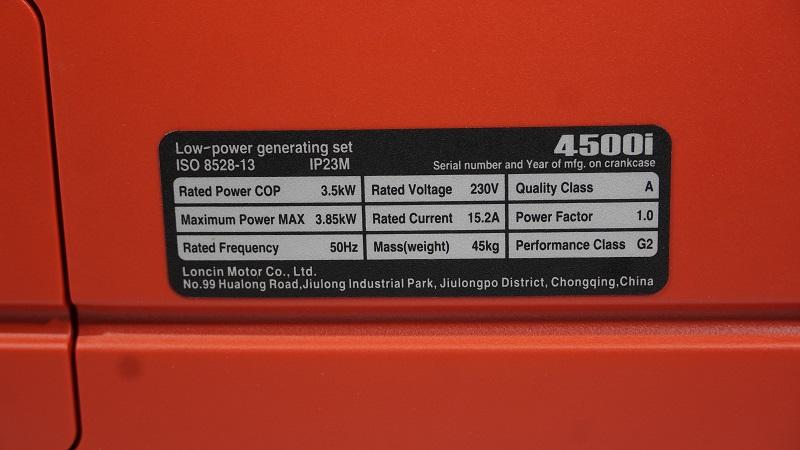 Low-power generating set 4500i
ISO 8528-13 IP23M Serial number and Year of mfg. on crankcase
Rated Power COP 3.5kW Rated Voltage 230V Quality Class A
Maximum Power MAX 3.85kW Rated Current 15.2A Power Factor 1.0
Rated Frequency 50Hz Mass(weight) 45kg Performance Class G2
Loncin Motor Co., Ltd.
No.99 Hualong Road,Jiulong Industrial Park, Jiulongpo District, Chongqing,China